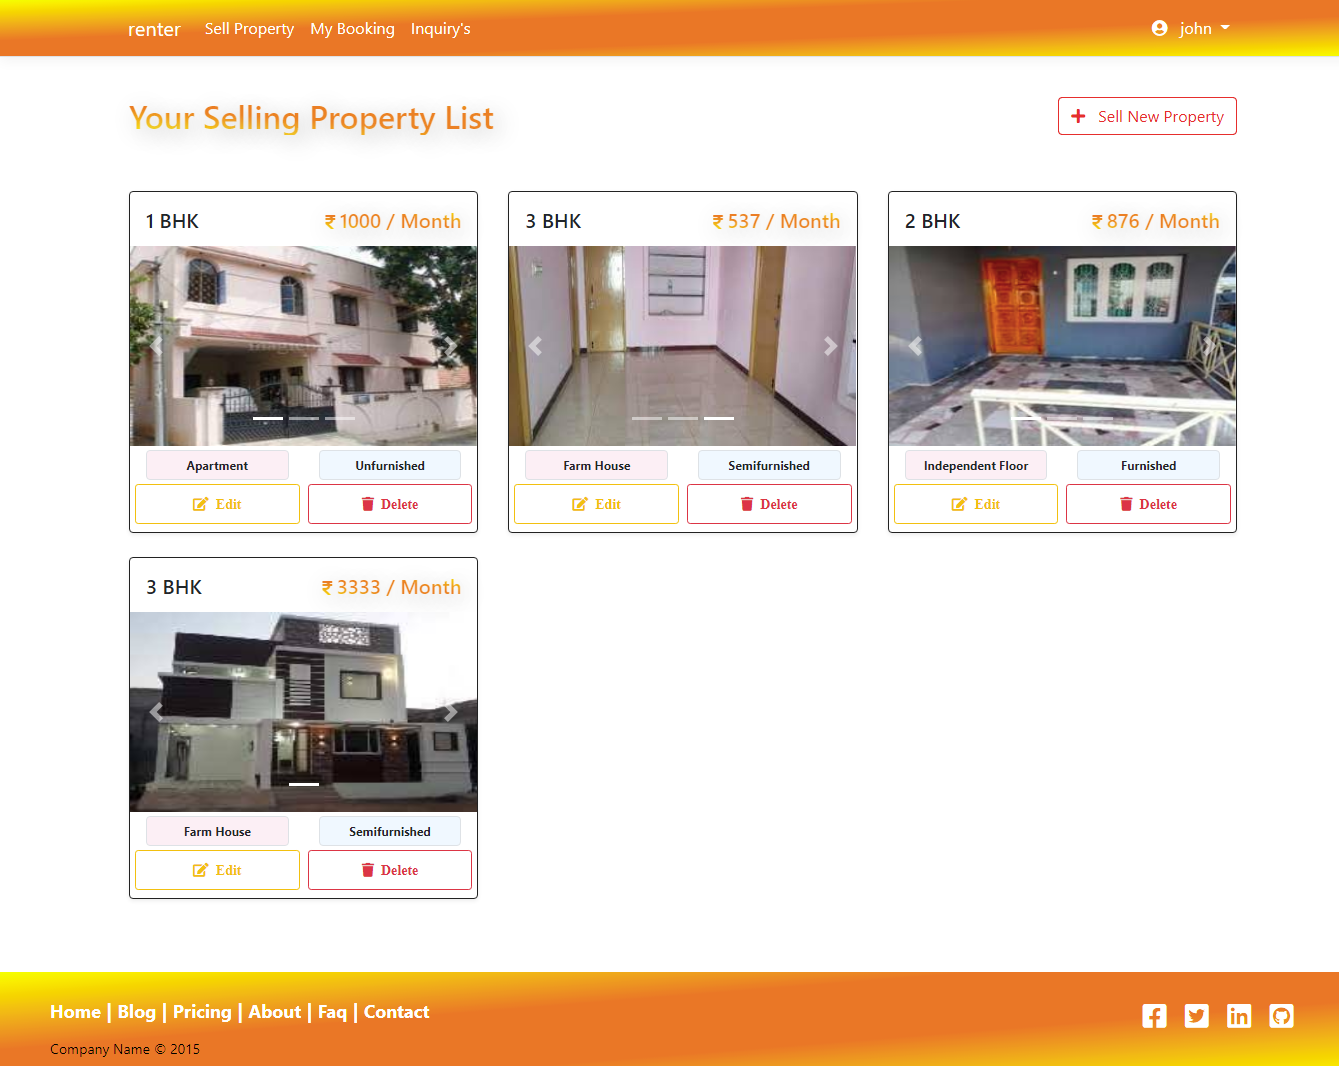 renter Sell Property My Booking Inquiry's john
Your Selling Property List
Sell New Property
1 BHK ₹ 1000 / Month
Apartment Unfurnished
Edit Delete
3 BHK ₹ 537 / Month
Farm House Semifurnished
Edit Delete
2 BHK ₹ 876 / Month
Independent Floor Furnished
Edit Delete
3 BHK ₹ 3333 / Month
Farm House Semifurnished
Edit Delete
Home | Blog | Pricing | About | Faq | Contact
Company Name © 2015